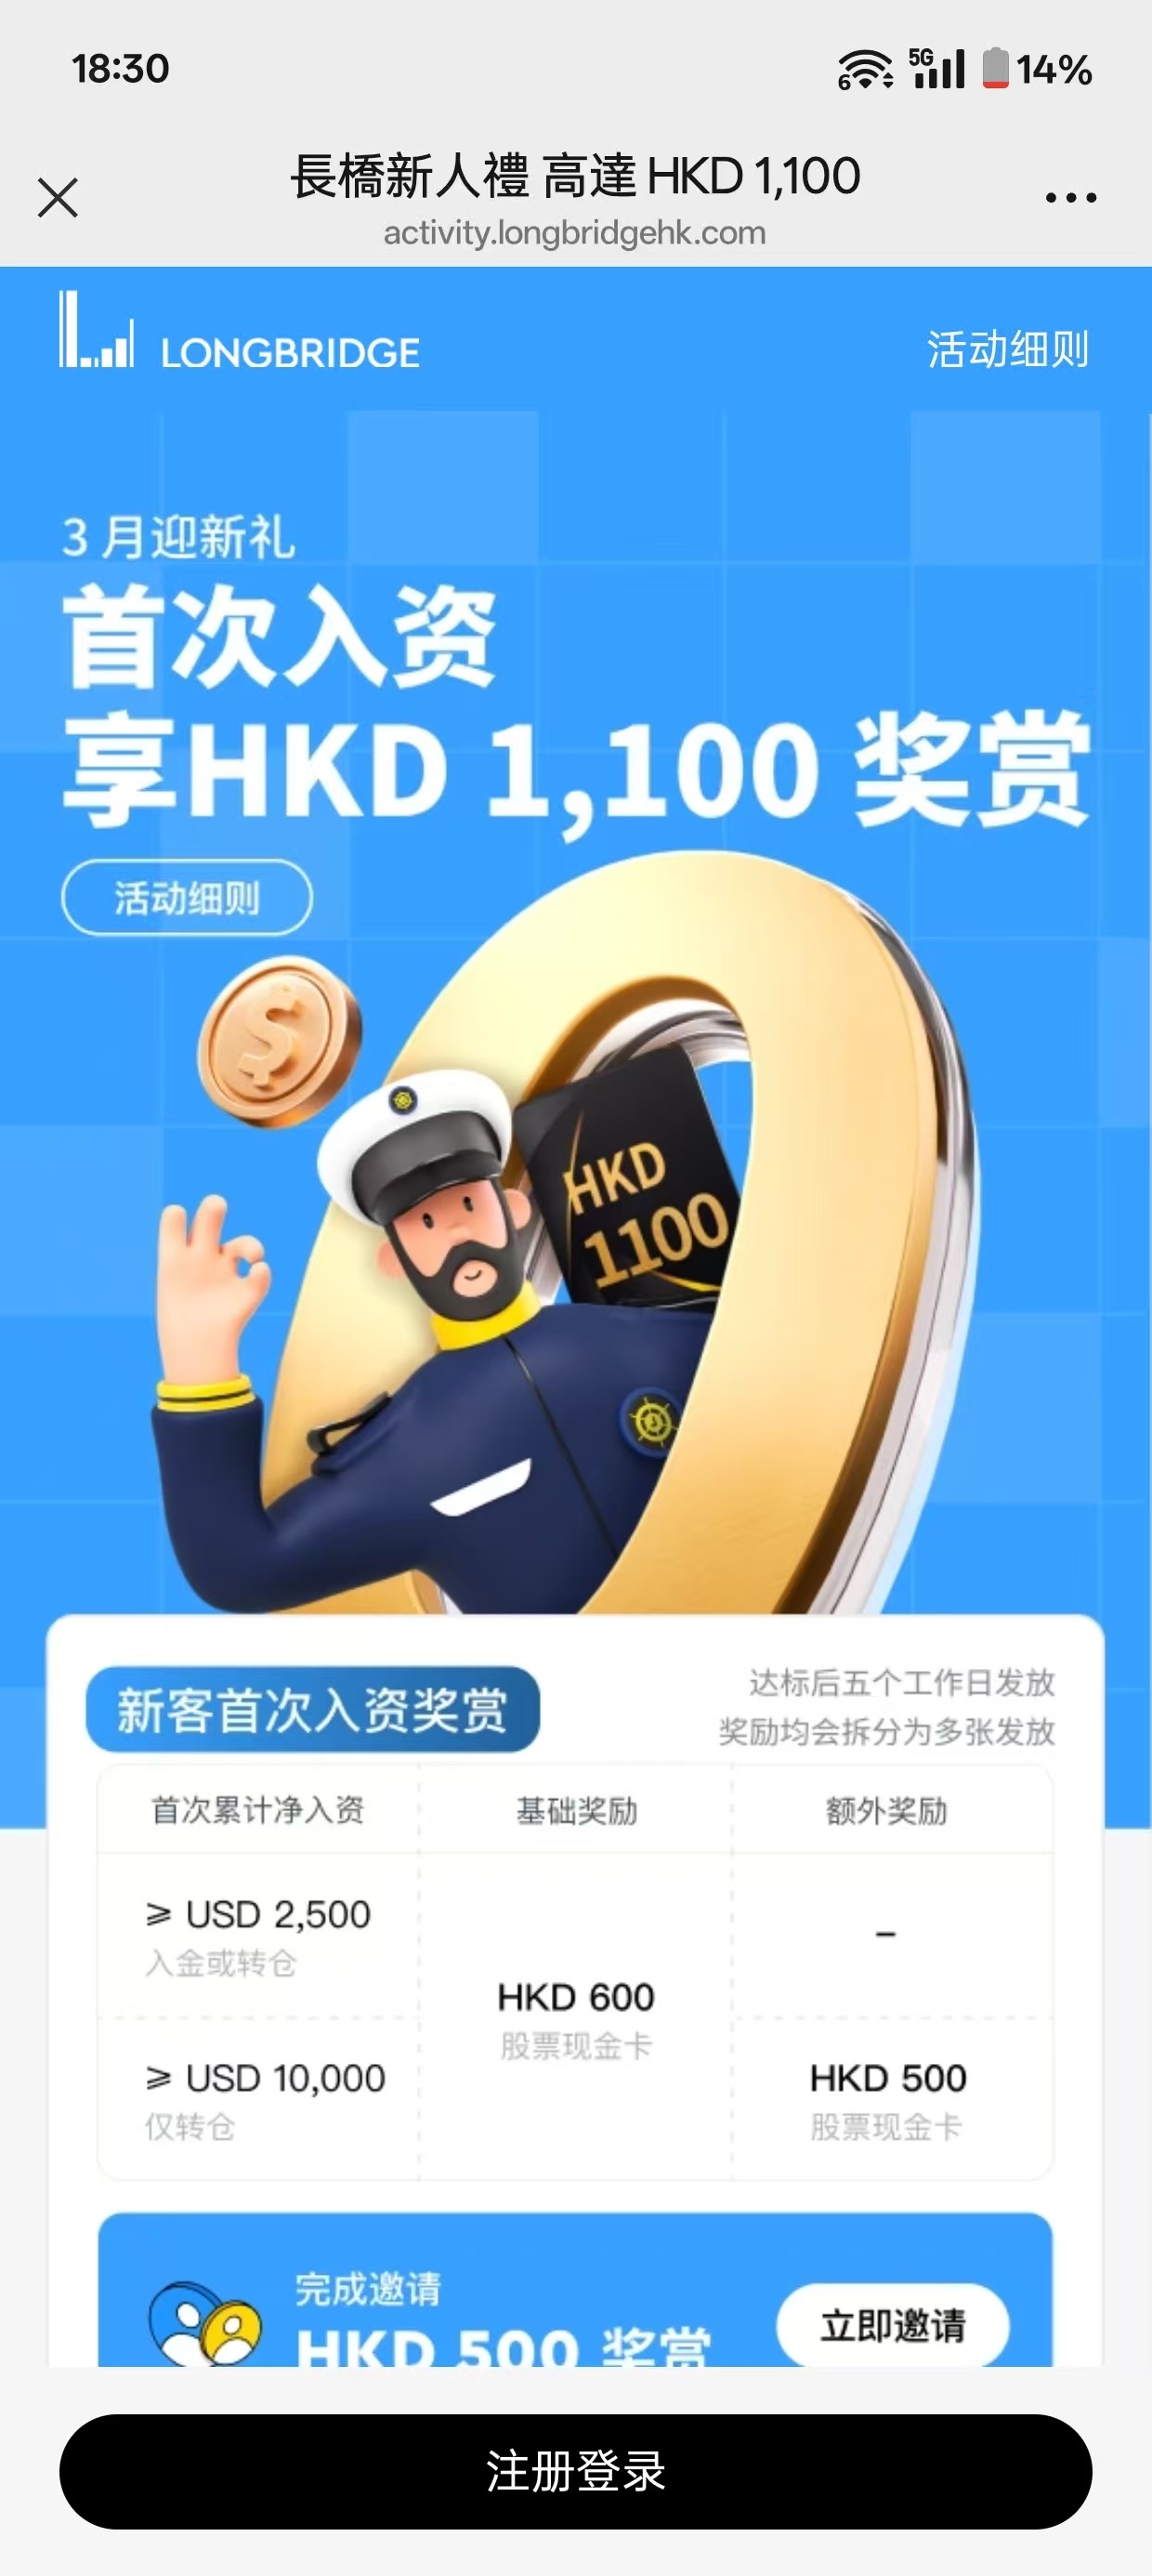 18:30
6 5G 14%
長橋新人禮 高達 HKD 1,100
activity.longbridgehk.com
LONGBRIDGE
活动细则
3 月迎新礼
首次入资
享HKD 1,100 奖赏
活动细则
HKD
1100
新客首次入资奖赏
达标后五个工作日发放
奖励均会拆分为多张发放
首次累计净入资 基础奖励 额外奖励
≥ USD 2,500
入金或转仓
–
HKD 600
股票现金卡
≥ USD 10,000
仅转仓
HKD 500
股票现金卡
完成邀请
HKD 500 奖赏
立即邀请
注册登录